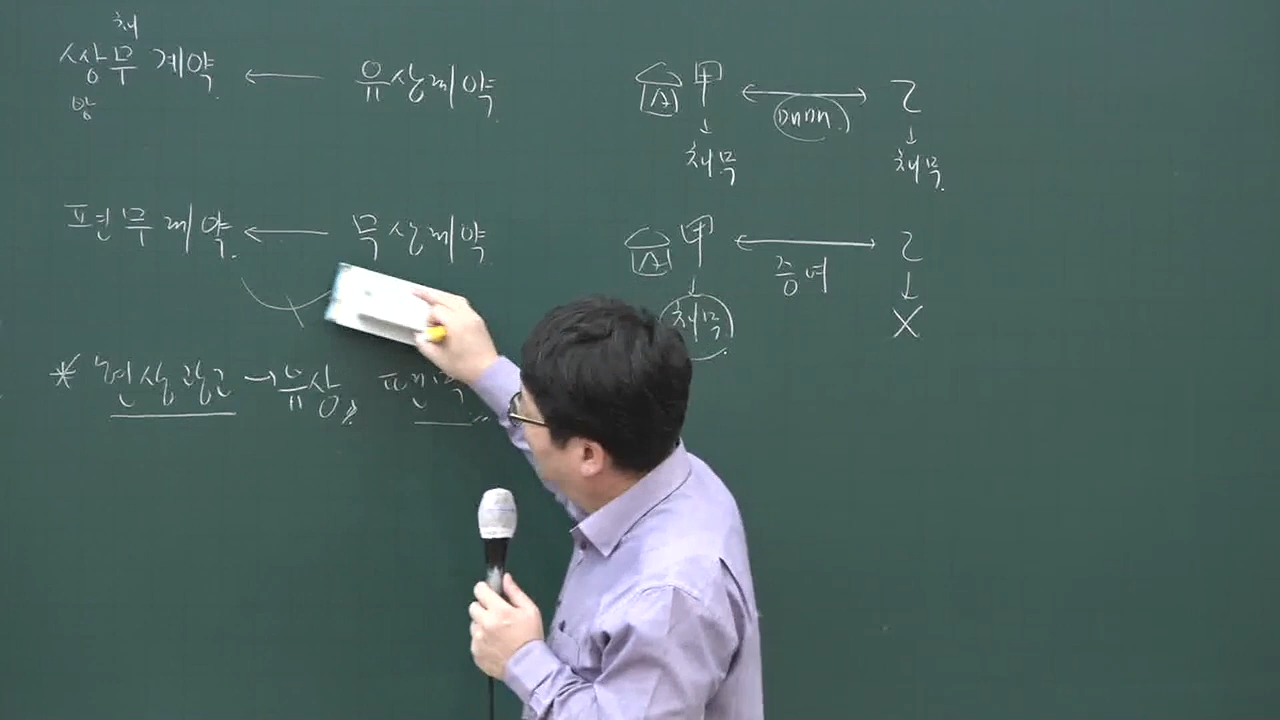 채
쌍무계약 ← 유상계약
방
편무계약 ← 무상계약
* 현상광고 → 유상, 편무
甲 ↔ 乙
매매
↓ ↓
채무 채무
甲 ↔ 乙
증여
↓ ↓
채무 X